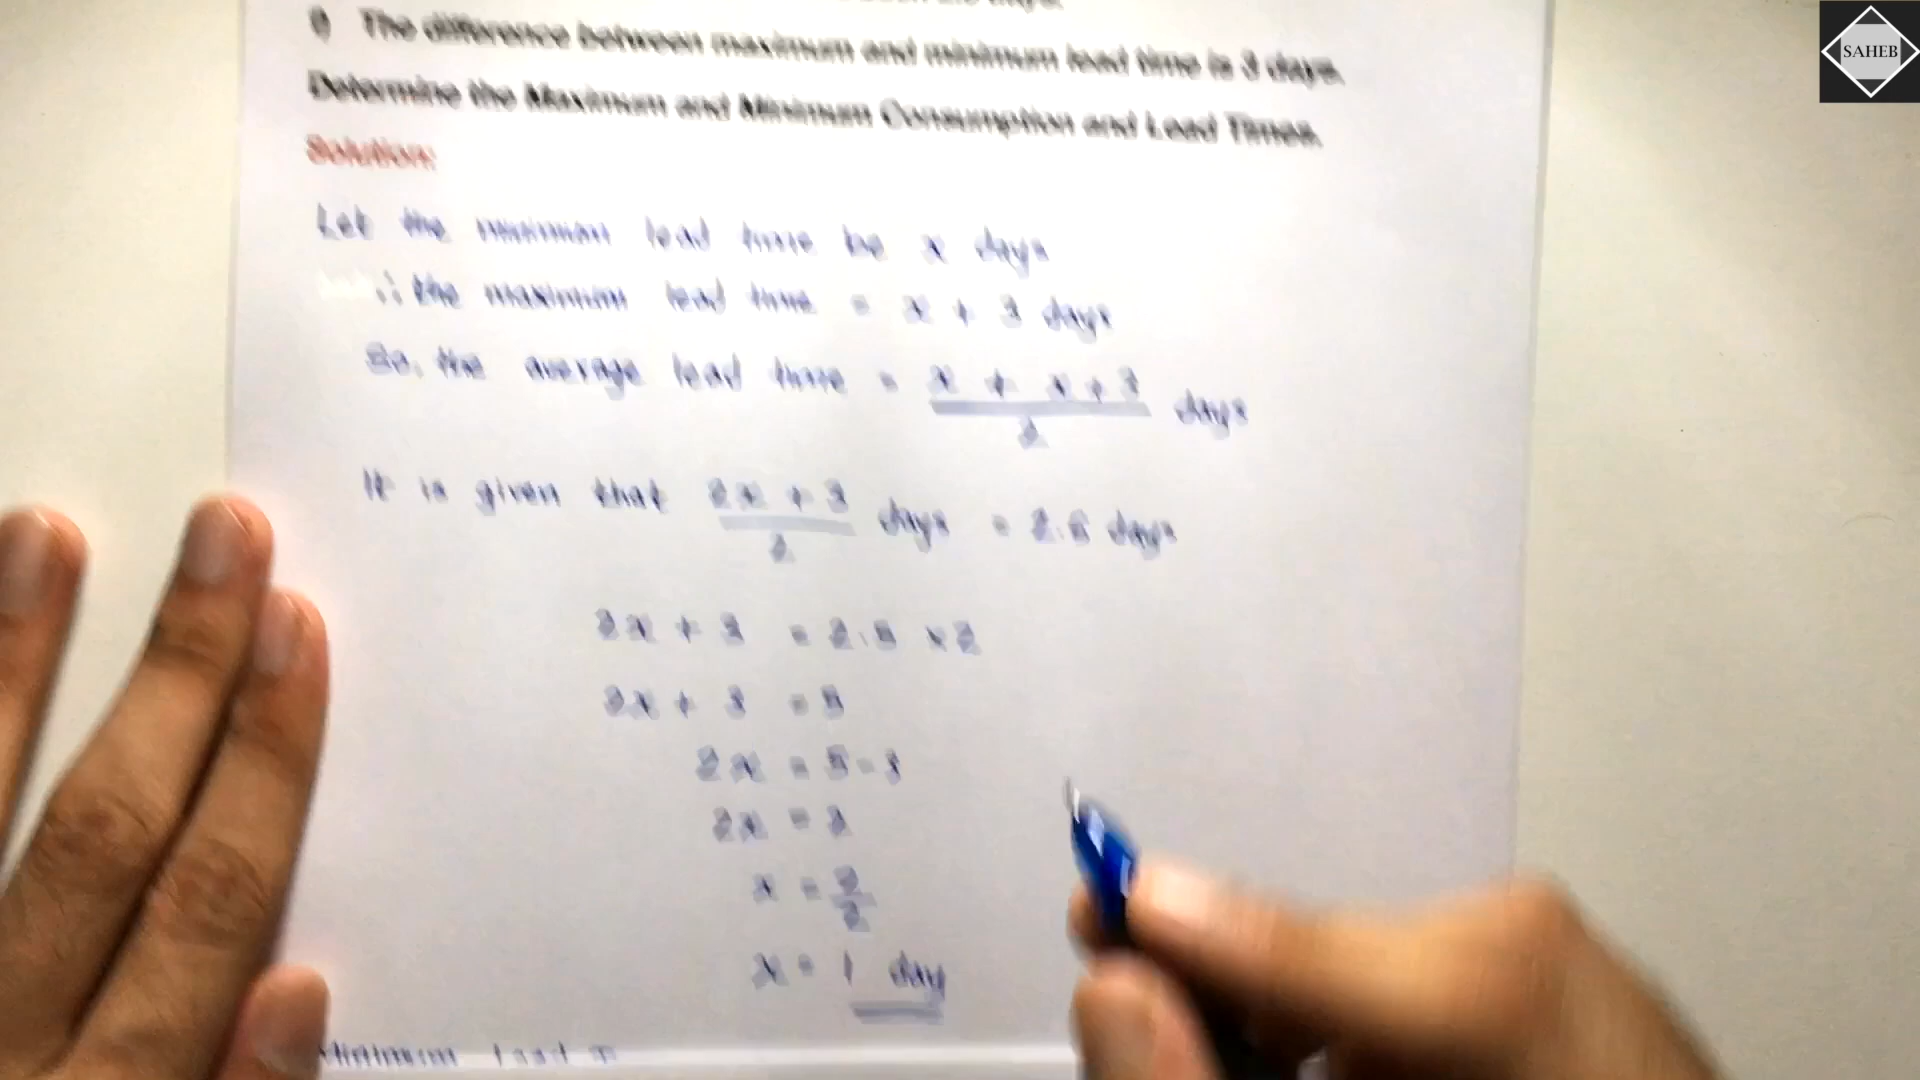 SAHEB
i) The difference between maximum and minimum lead time is 3 days.
Determine the Maximum and Minimum Consumption and Lead Times.
Solution:
Let the minimum lead time be x days
∴ the maximum lead time = x + 3 days
So, the average lead time = x + x + 3 / 2 days
It is given that 2x + 3 / 2 days = 2.5 days
2x + 3 = 2.5 × 2
2x + 3 = 5
2x = 5 - 3
2x = 2
x = 2 / 2
x = 1 day
Minimum Lead